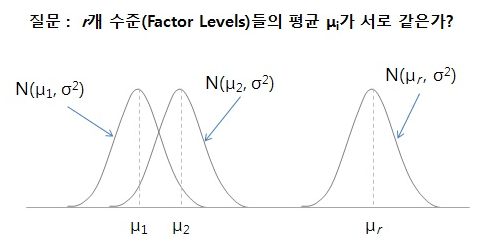 질문 : r개 수준(Factor Levels)들의 평균 μi가 서로 같은가?
N(μ1, σ2)
N(μ2, σ2)
N(μr, σ2)
μ1
μ2
μr